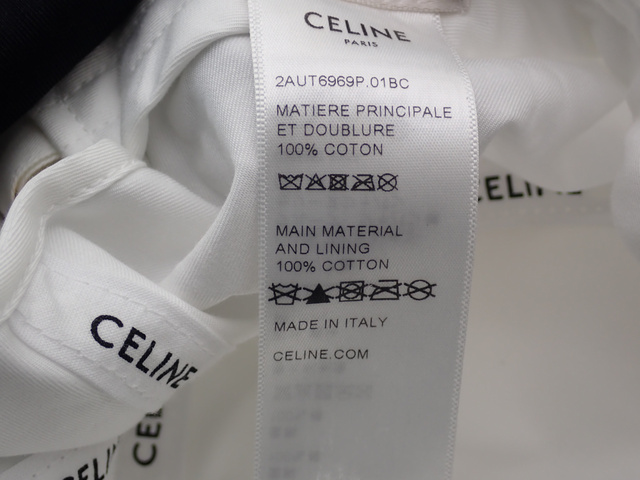 CELINE
PARIS
2AUT6969P.01BC
MATIERE PRINCIPALE
ET DOUBLURE
100% COTON
MAIN MATERIAL
AND LINING
100% COTTON
MADE IN ITALY
CELINE.COM
CELINE
CELINE
CELINE